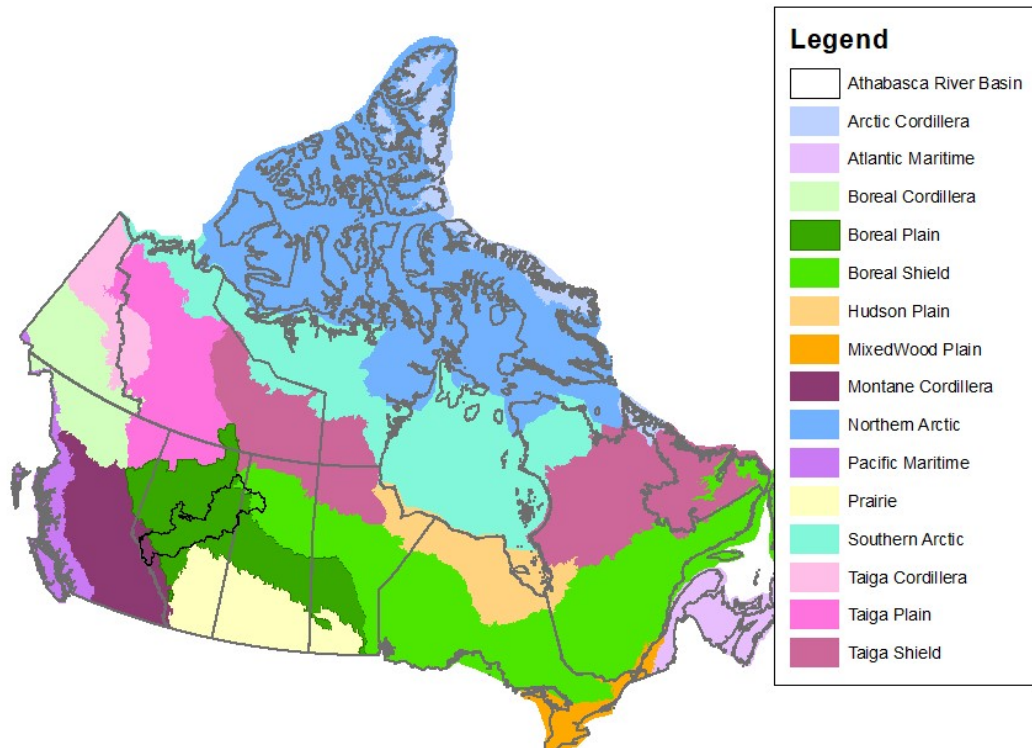 Legend
Athabasca River Basin
Arctic Cordillera
Atlantic Maritime
Boreal Cordillera
Boreal Plain
Boreal Shield
Hudson Plain
MixedWood Plain
Montane Cordillera
Northern Arctic
Pacific Maritime
Prairie
Southern Arctic
Taiga Cordillera
Taiga Plain
Taiga Shield